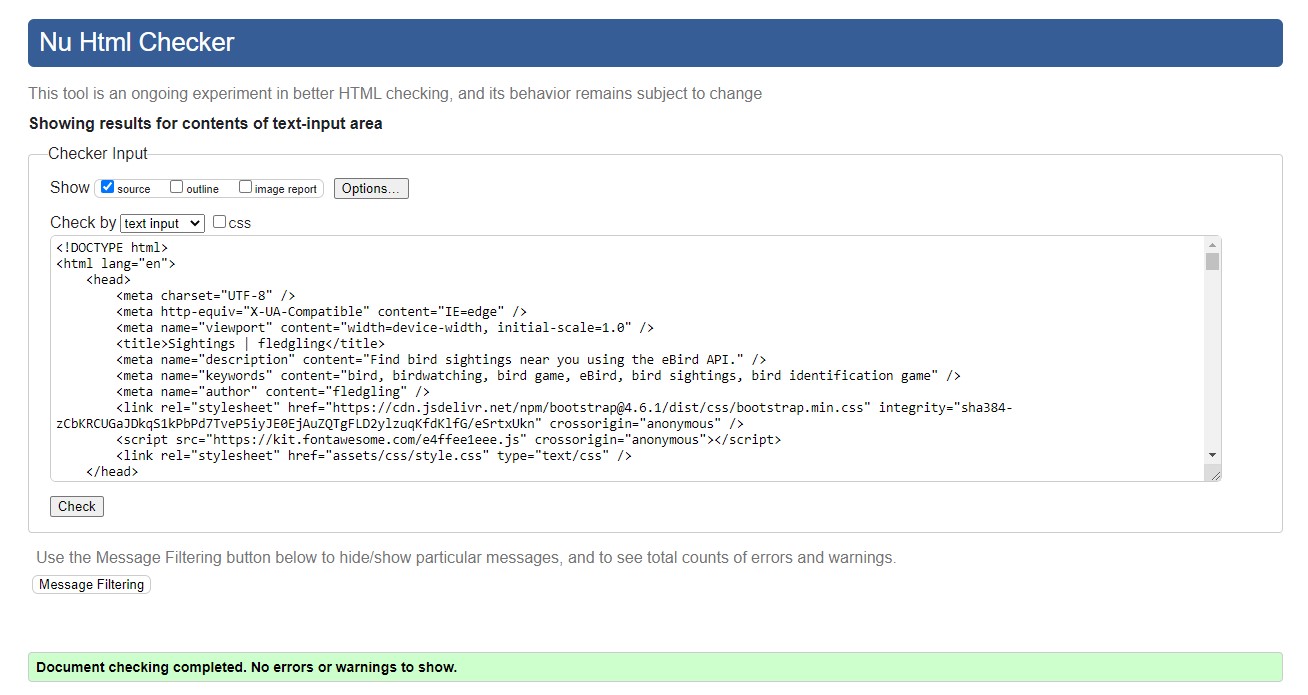 Nu Html Checker
This tool is an ongoing experiment in better HTML checking, and its behavior remains subject to change
Showing results for contents of text-input area
Checker Input
Show source outline image report Options...
Check by text input css
<!DOCTYPE html>
<html lang="en">
<head>
<meta charset="UTF-8" />
<meta http-equiv="X-UA-Compatible" content="IE=edge" />
<meta name="viewport" content="width=device-width, initial-scale=1.0" />
<title>Sightings | fledgling</title>
<meta name="description" content="Find bird sightings near you using the eBird API." />
<meta name="keywords" content="bird, birdwatching, bird game, eBird, bird sightings, bird identification game" />
<meta name="author" content="fledgling" />
<link rel="stylesheet" href="https://cdn.jsdelivr.net/npm/bootstrap@4.6.1/dist/css/bootstrap.min.css" integrity="sha384-
zCbKRCUGaJDkqS1kPbPd7TveP5iyJE0EjAuZQTgFLD2ylzuqKfdKlfG/eSrtxUkn" crossorigin="anonymous" />
<script src="https://kit.fontawesome.com/e4ffee1eee.js" crossorigin="anonymous"></script>
<link rel="stylesheet" href="assets/css/style.css" type="text/css" />
</head>
Check
Use the Message Filtering button below to hide/show particular messages, and to see total counts of errors and warnings.
Message Filtering
Document checking completed. No errors or warnings to show.